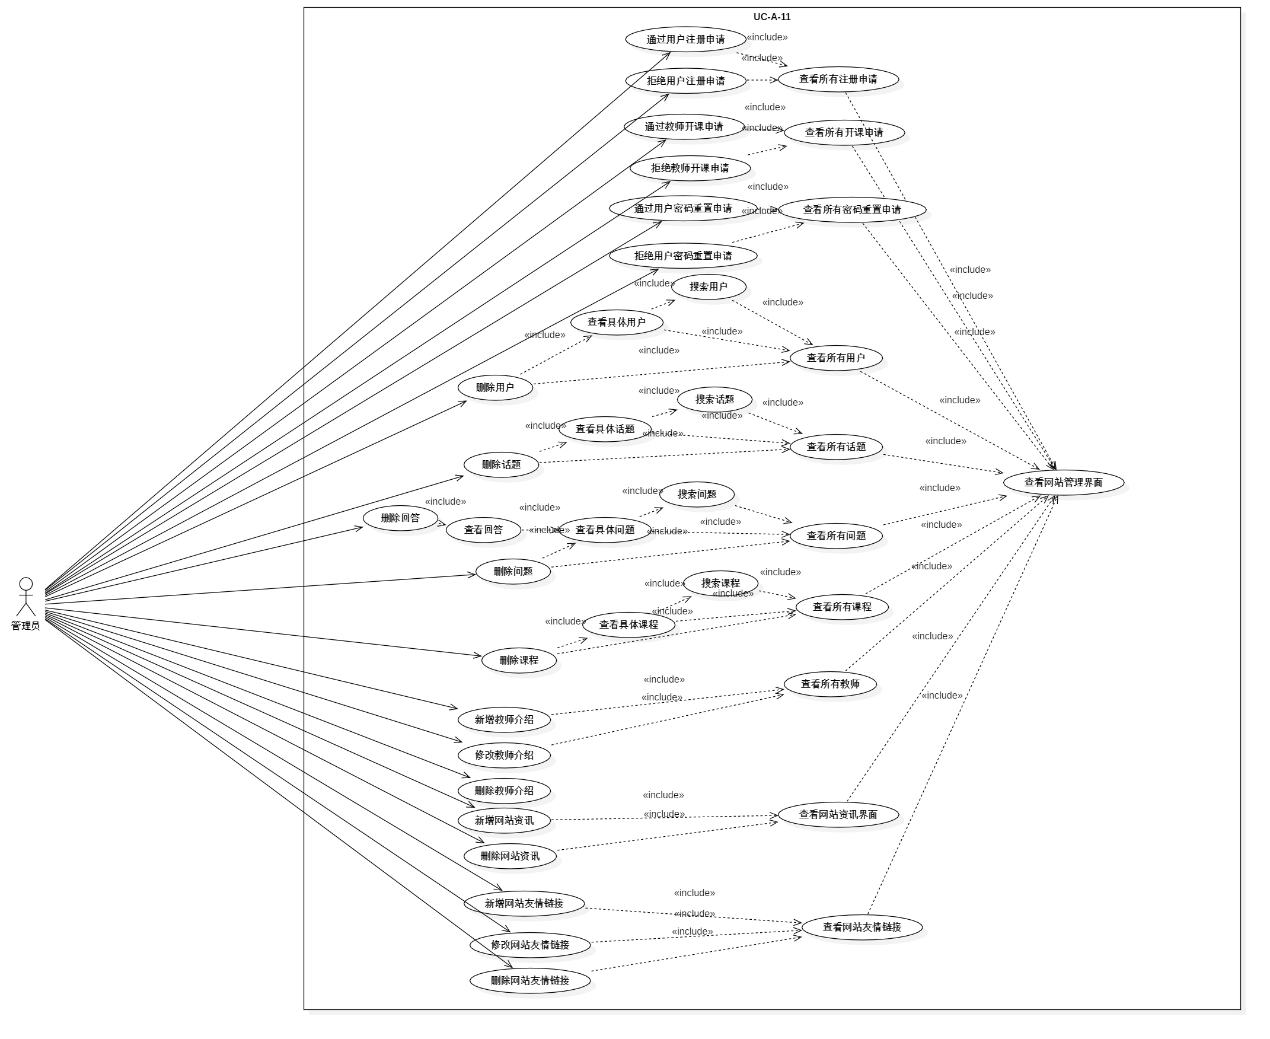 UC-A-11
通过用户注册申请
«include»
«include»
拒绝用户注册申请
查看所有注册申请
«include»
通过教师开课申请
«include»
查看所有开课申请
拒绝教师开课申请
«include»
通过用户密码重置申请
«include»
查看所有密码重置申请
拒绝用户密码重置申请
«include»
«include»
搜索用户
«include»
«include»
查看具体用户
«include»
«include»
«include»
«include»
查看所有用户
删除用户
«include»
搜索话题
«include»
«include»
«include»
«include»
查看具体话题
«include»
«include»
查看所有话题
删除话题
查看网站管理界面
«include»
搜索问题
«include»
«include»
«include»
删除回答
查看回答
«include»
查看具体问题
«include»
«include»
«include»
查看所有问题
删除问题
«include»
«include»
搜索课程
«include»
«include»
查看所有课程
«include»
«include»
查看具体课程
管理员
«include»
删除课程
«include»
查看所有教师
«include»
«include»
新增教师介绍
修改教师介绍
删除教师介绍
«include»
«include»
查看网站资讯界面
新增网站资讯
删除网站资讯
«include»
新增网站友情链接
«include»
«include»
查看网站友情链接
修改网站友情链接
删除网站友情链接